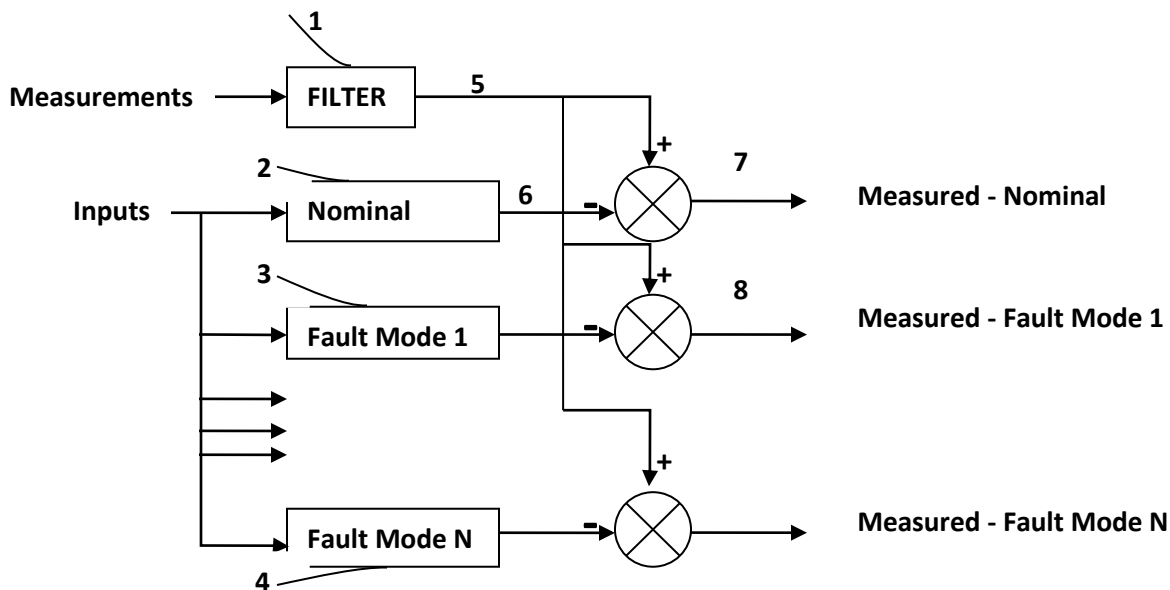 1
Measurements
FILTER
5
+
2
Inputs
Nominal
6
-
7
Measured - Nominal
+
3
Fault Mode 1
-
8
Measured - Fault Mode 1
+
Fault Mode N
-
Measured - Fault Mode N
4